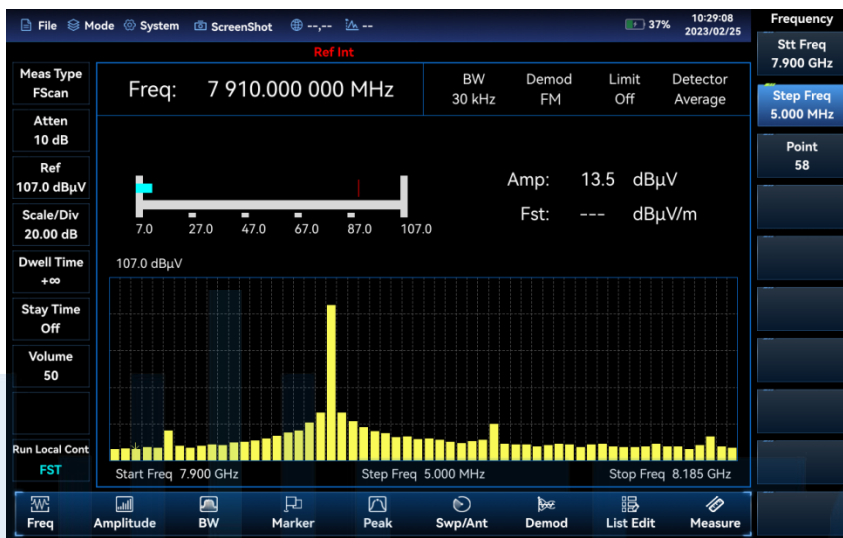 File Mode System ScreenShot --,-- -- 37% 10:29:08 2023/02/25
Ref Int
Meas Type
FScan
Atten
10 dB
Ref
107.0 dBμV
Scale/Div
20.00 dB
Dwell Time
+∞
Stay Time
Off
Volume
50
Run Local Cont
FST
Freq: 7 910.000 000 MHz
BW Demod Limit Detector
30 kHz FM Off Average
Amp: 13.5 dBμV
Fst: --- dBμV/m
7.0 27.0 47.0 67.0 87.0 107.0
107.0 dBμV
Start Freq 7.900 GHz Step Freq 5.000 MHz Stop Freq 8.185 GHz
Frequency
Stt Freq
7.900 GHz
Step Freq
5.000 MHz
Point
58
Freq Amplitude BW Marker Peak Swp/Ant Demod List Edit Measure